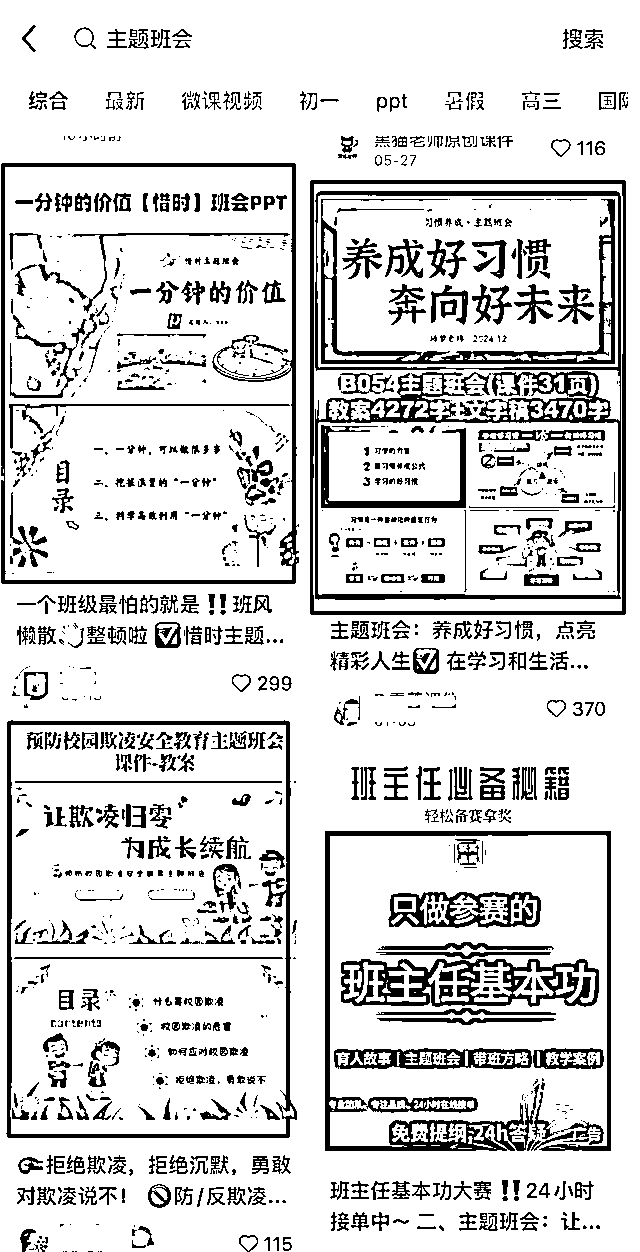 主题班会
搜索
综合 最新 微课视频 初一 ppt 暑假 高三
黑猫老师原创课件
05-27
116
一分钟的价值【惜时】班会PPT
惜时主题班会
一分钟的价值
目录
一、一分钟，可以做很多事
二、挖掘浪费的“一分钟”
三、科学高效利用“一分钟”
一个班级最怕的就是‼️班风
懒散、整顿啦 ✅惜时主题...
299
习惯养成·主题班会
养成好习惯
奔向好未来
2024.12
B054主题班会(课件31页)
教案4272字+文字稿3470字
1 习惯的力量
2 好习惯养成公式
3 学习的好习惯
主题班会：养成好习惯，点亮
精彩人生✅ 在学习和生活...
370
预防校园欺凌安全教育主题班会
课件+教案
让欺凌归零
为成长续航
目录
contents
什么是校园欺凌
校园欺凌的危害
如何应对校园欺凌
拒绝欺凌，勇敢说不
👉拒绝欺凌，拒绝沉默，勇敢
对欺凌说不！ 🚫防/反欺凌...
115
班主任必备秘籍
轻松备赛拿奖
只做参赛的
班主任基本功
育人故事 | 主题班会 | 带班方略 | 教学案例
免费提纲,24h答疑
广告
班主任基本功大赛 ‼️24小时
接单中～ 二、主题班会：让...